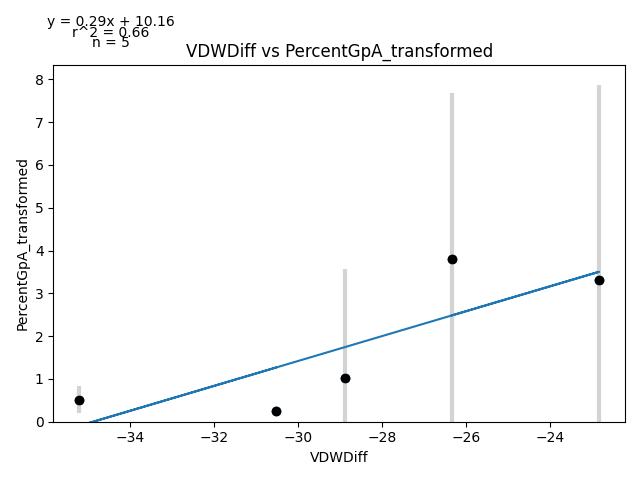 y = 0.29x + 10.16
r^2 = 0.66
n = 5
VDWDiff vs PercentGpA_transformed
8
7
6
5
4
3
2
1
0
PercentGpA_transformed
−34
−32
−30
−28
−26
−24
VDWDiff